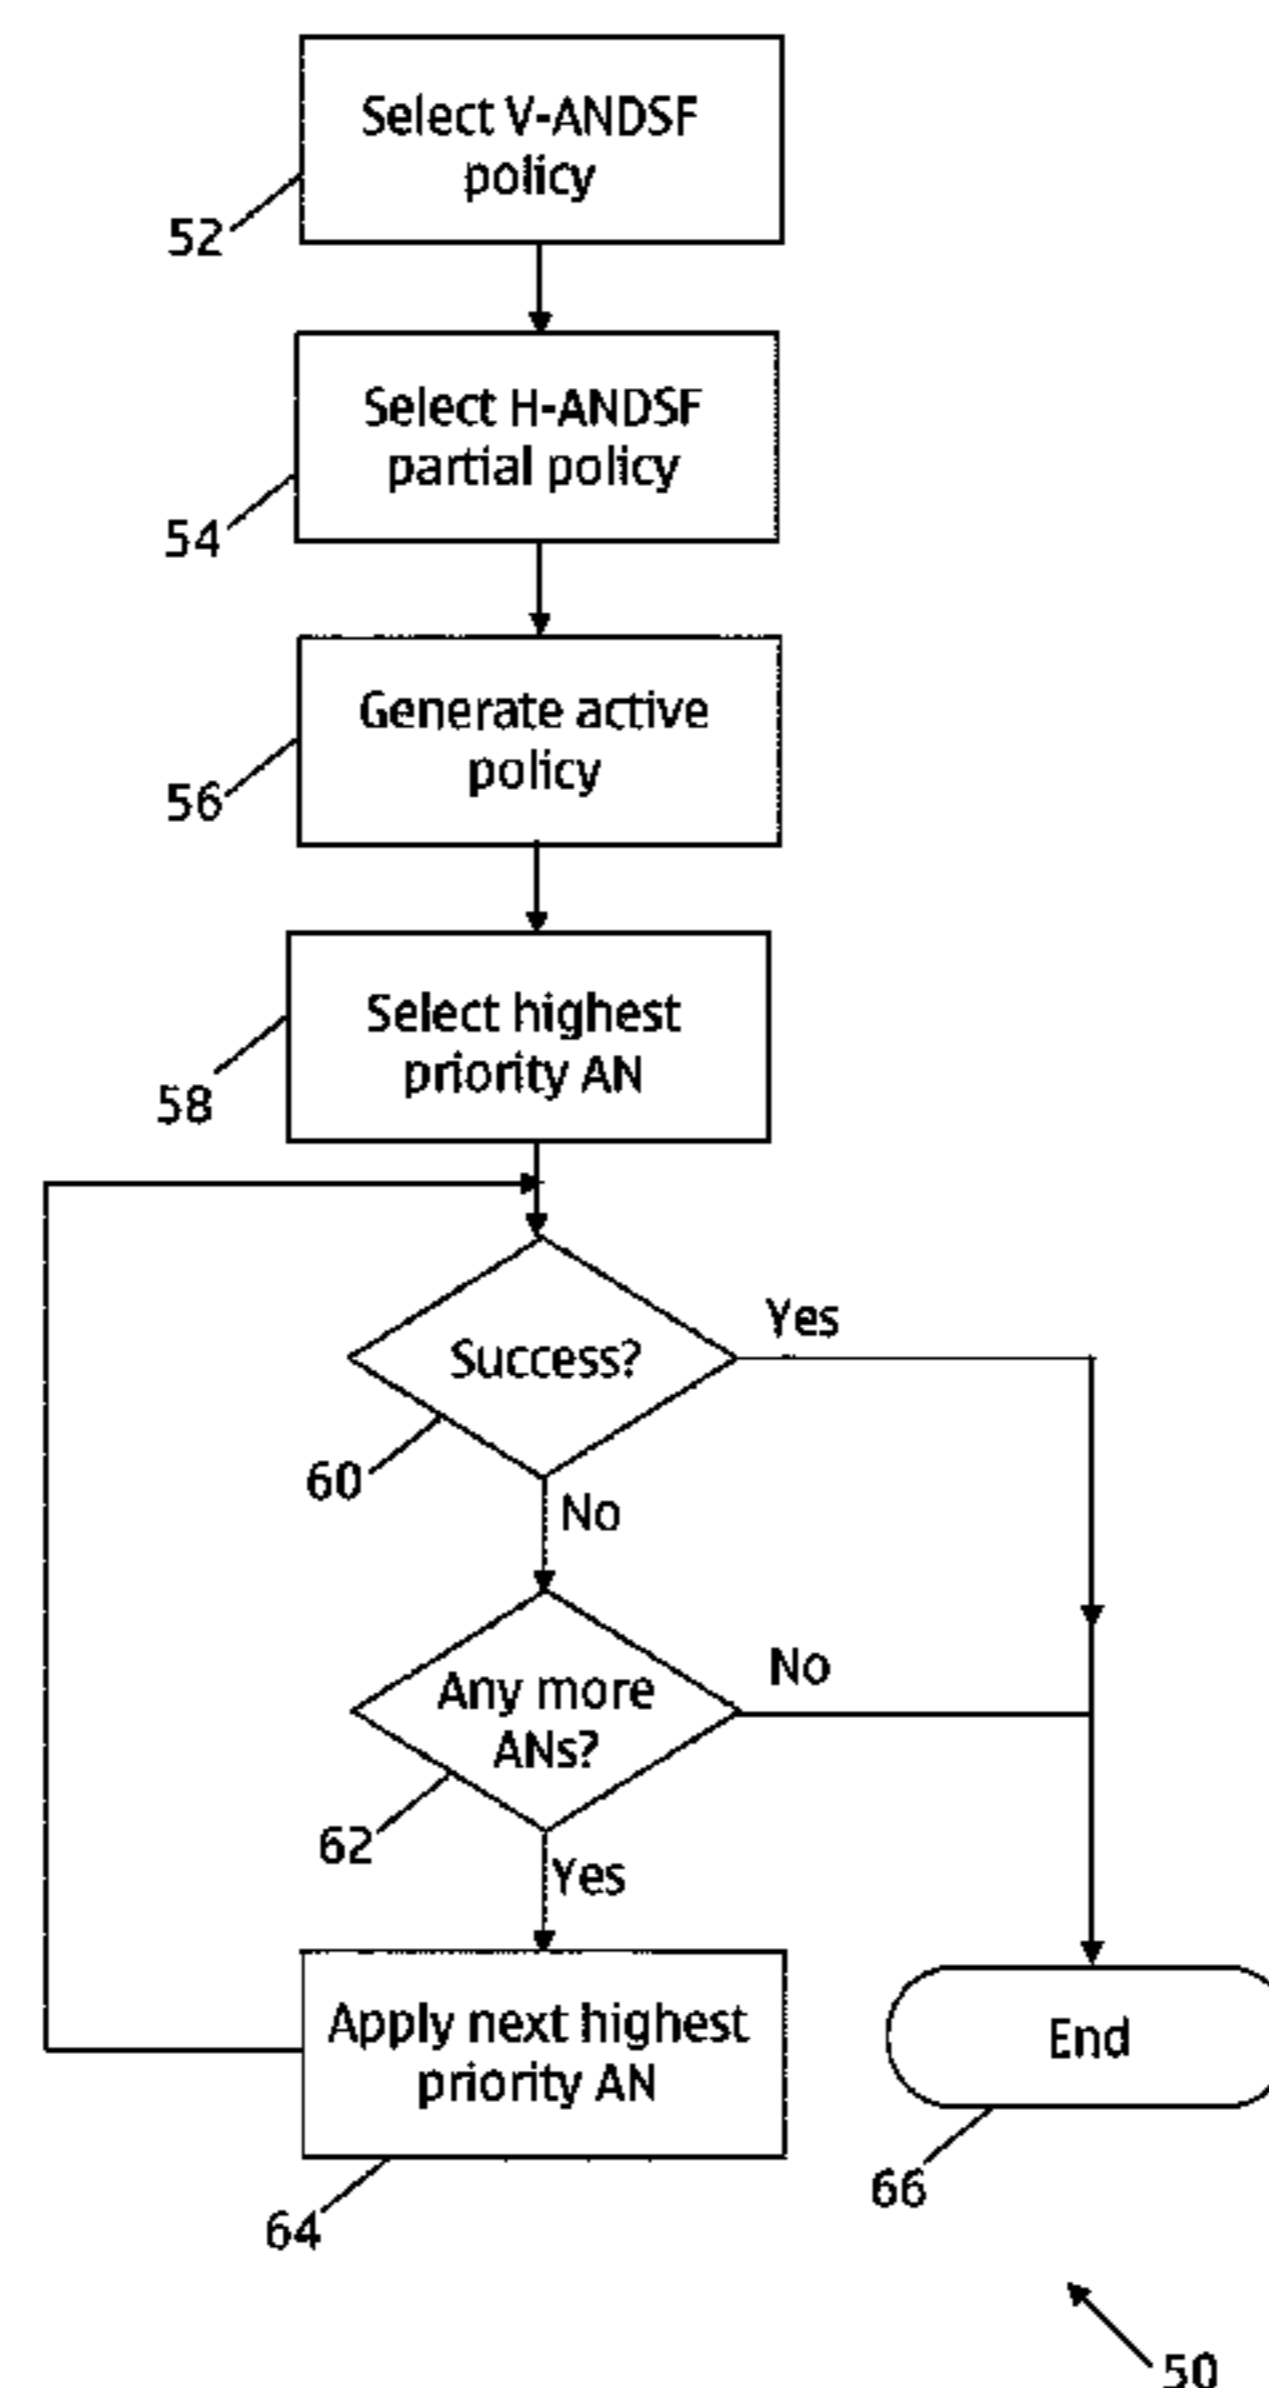 Select V-ANDSF
policy
52
Select H-ANDSF
partial policy
54
Generate active
policy
56
Select highest
priority AN
58
Success?
Yes
60
No
Any more
ANs?
No
62
Yes
Apply next highest
priority AN
End
64
66
50